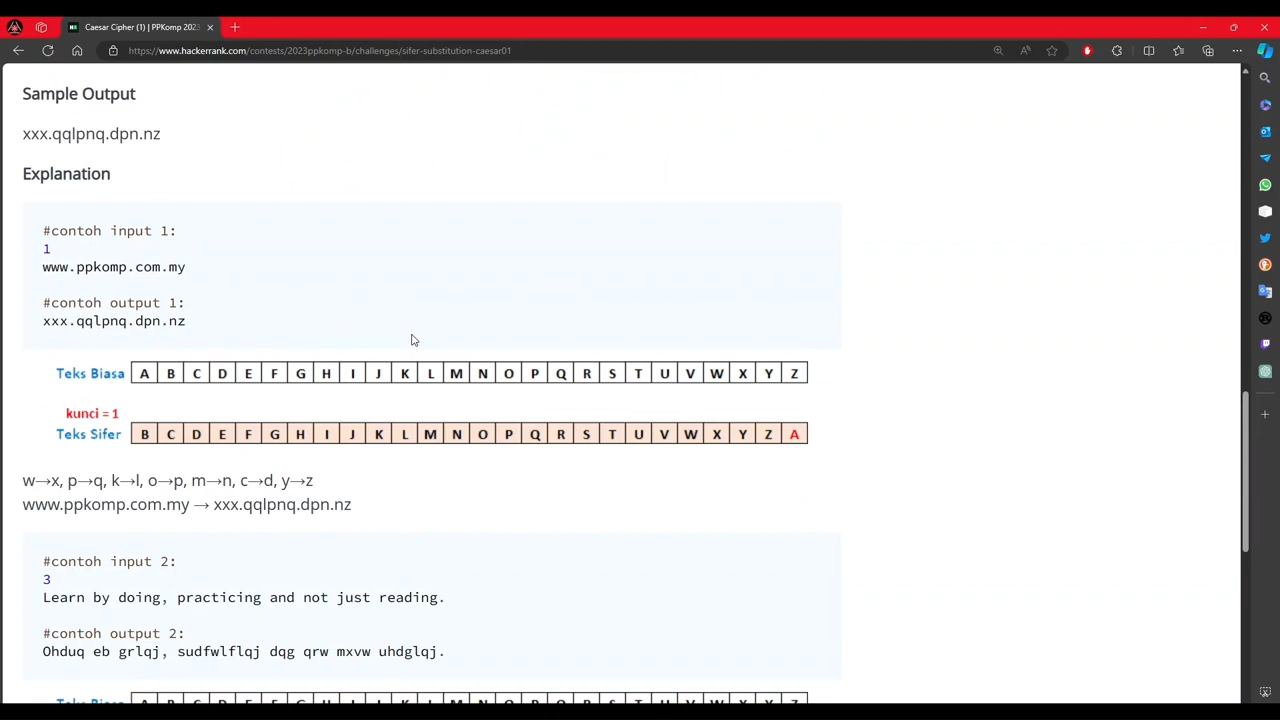 Caesar Cipher (1) | PPKomp 2023
https://www.hackerrank.com/contests/2023ppkomp-b/challenges/sifer-substitution-caesar01
Sample Output
xxx.qqlpnq.dpn.nz
Explanation
#contoh input 1:
1
www.ppkomp.com.my
#contoh output 1:
xxx.qqlpnq.dpn.nz
Teks Biasa A B C D E F G H I J K L M N O P Q R S T U V W X Y Z
kunci = 1
Teks Sifer B C D E F G H I J K L M N O P Q R S T U V W X Y Z A
w→x, p→q, k→l, o→p, m→n, c→d, y→z
www.ppkomp.com.my → xxx.qqlpnq.dpn.nz
#contoh input 2:
3
Learn by doing, practicing and not just reading.
#contoh output 2:
Ohduq eb grlqj, sudfwlflqj dqg qrw mxvw uhdglqj.
Teks Biasa A B C D E F G H I J K L M N O P Q R S T U V W X Y Z